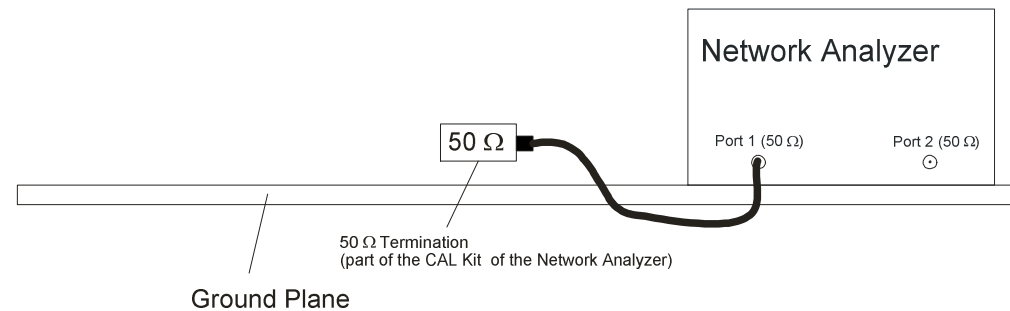 Network Analyzer
Port 1 (50 Ω)
Port 2 (50 Ω)
50 Ω
50 Ω Termination
(part of the CAL Kit  of the Network Analyzer)
Ground Plane